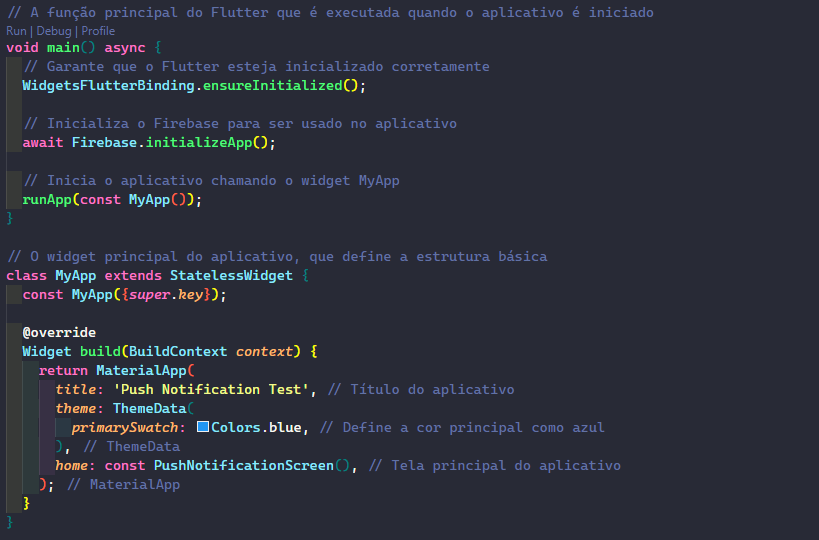 // A função principal do Flutter que é executada quando o aplicativo é iniciado
Run | Debug | Profile
void main() async {
  // Garante que o Flutter esteja inicializado corretamente
  WidgetsFlutterBinding.ensureInitialized();

  // Inicializa o Firebase para ser usado no aplicativo
  await Firebase.initializeApp();

  // Inicia o aplicativo chamando o widget MyApp
  runApp(const MyApp());
}

// O widget principal do aplicativo, que define a estrutura básica
class MyApp extends StatelessWidget {
  const MyApp({super.key});

  @override
  Widget build(BuildContext context) {
    return MaterialApp(
      title: 'Push Notification Test', // Título do aplicativo
      theme: ThemeData(
        primarySwatch: Colors.blue, // Define a cor principal como azul
      ), // ThemeData
      home: const PushNotificationScreen(), // Tela principal do aplicativo
    ); // MaterialApp
  }
}